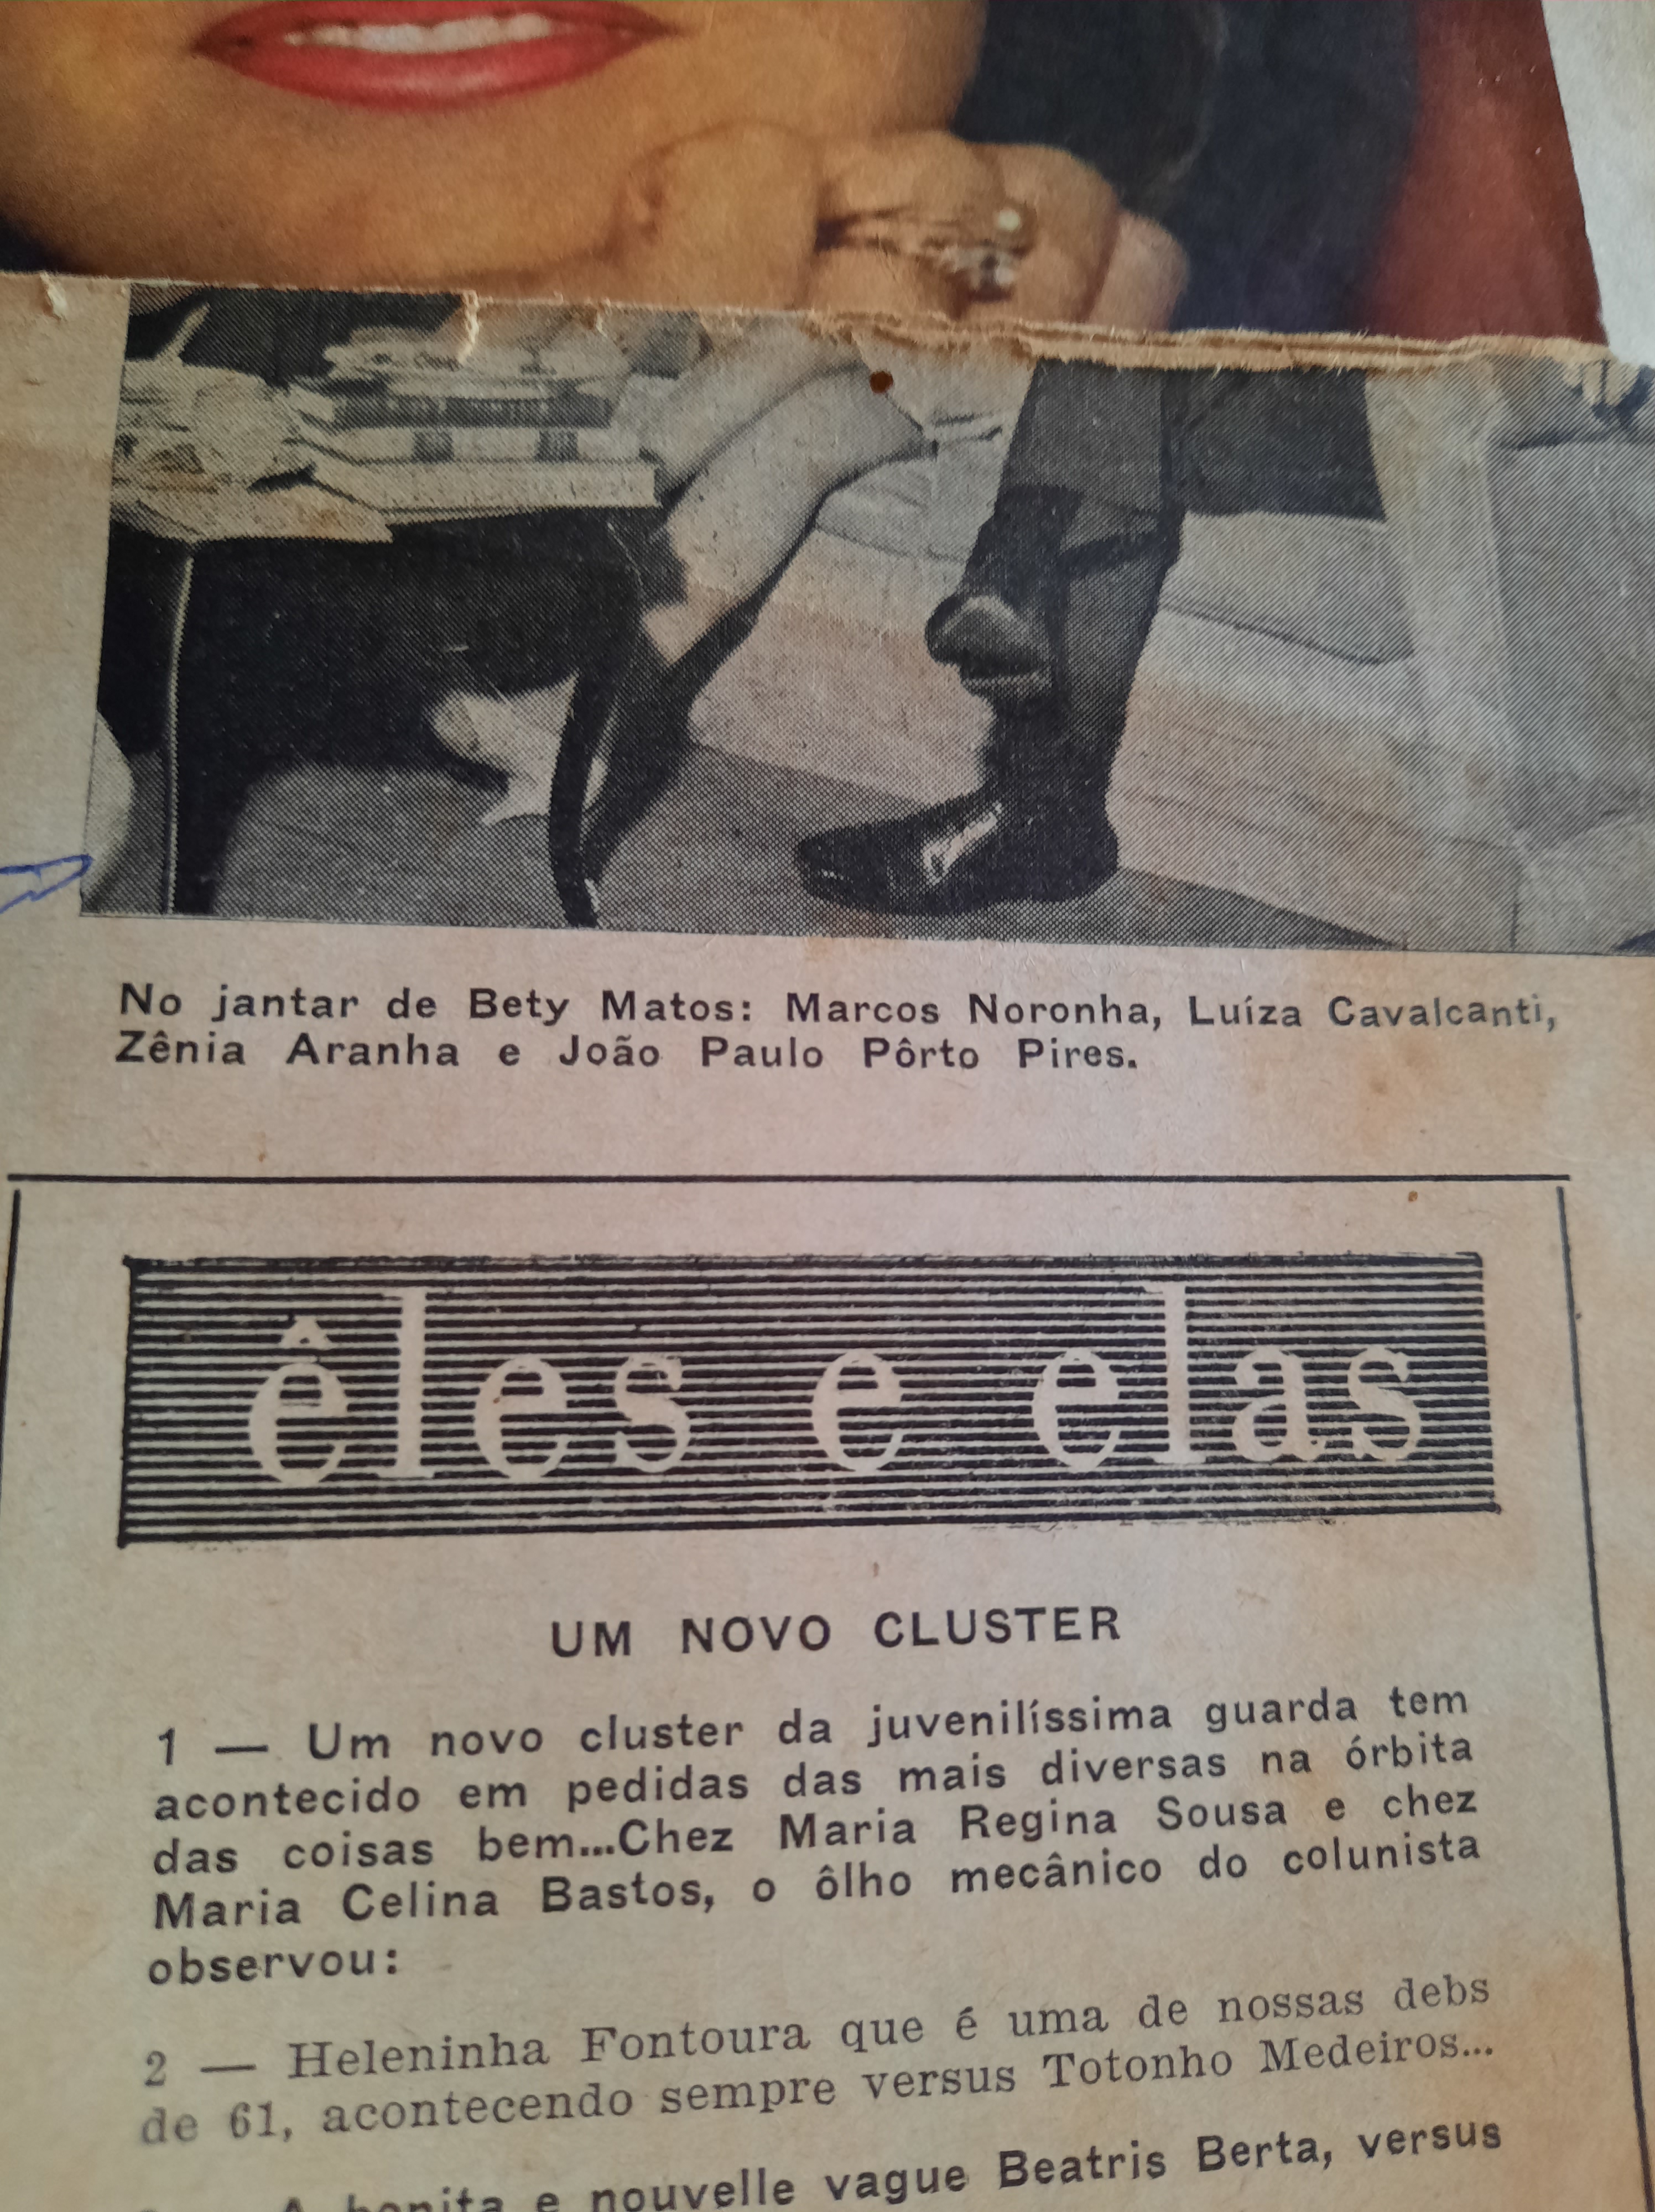 No jantar de Bety Matos: Marcos Noronha, Luíza Cavalcanti,
Zênia Aranha e João Paulo Pôrto Pires.
êles e elas
UM NOVO CLUSTER
1 — Um novo cluster da juvenilíssima guarda tem
acontecido em pedidas das mais diversas na órbita
das coisas bem...Chez Maria Regina Sousa e chez
Maria Celina Bastos, o ôlho mecânico do colunista
observou:
2 — Heleninha Fontoura que é uma de nossas debs
de 61, acontecendo sempre versus Totonho Medeiros...
A bonita e nouvelle vague Beatris Berta, versus